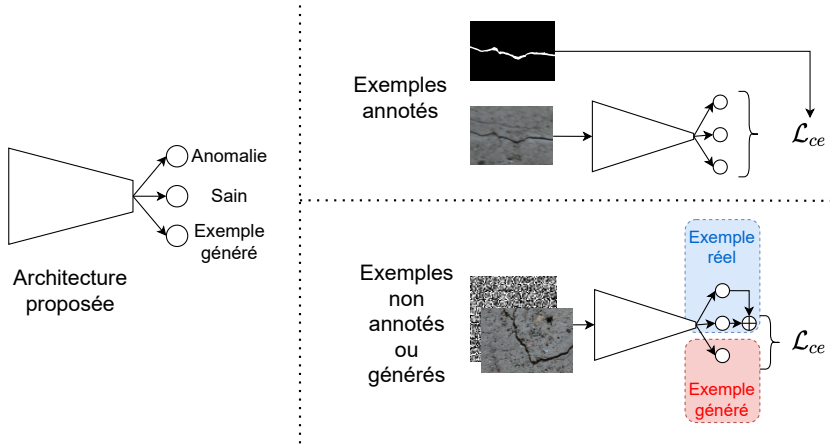 Anomalie
Sain
Exemple
généré
Architecture
proposée
Exemples
annotés
ℒce
Exemples
non
annotés
ou
générés
Exemple
réel
ℒce
Exemple
généré